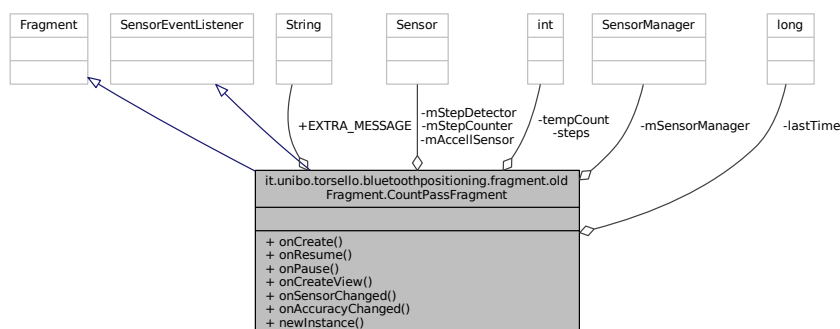 Fragment
SensorEventListener
String
Sensor
int
SensorManager
long
+EXTRA_MESSAGE
-mStepDetector
-mStepCounter
-mAccellSensor
-tempCount
-steps
-mSensorManager
-lastTime
it.unibo.torsello.bluetoothpositioning.fragment.old
Fragment.CountPassFragment
+ onCreate()
+ onResume()
+ onPause()
+ onCreateView()
+ onSensorChanged()
+ onAccuracyChanged()
+ newInstance()